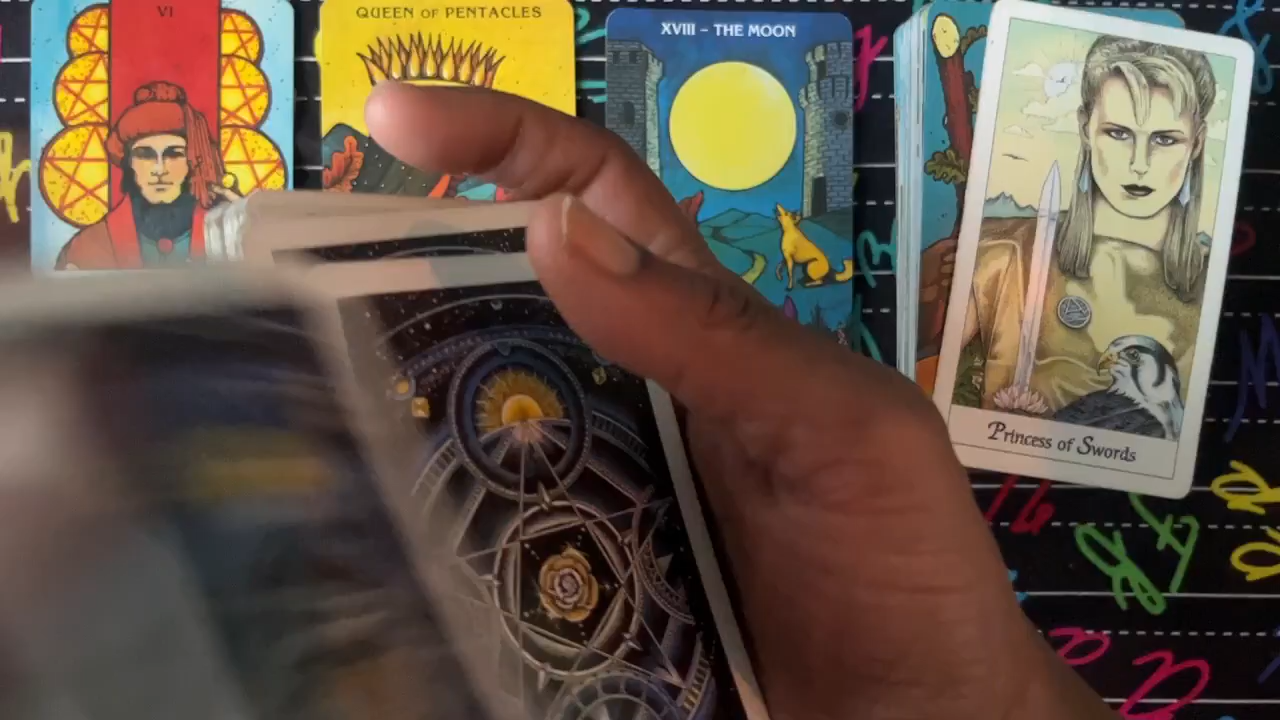 VI
QUEEN OF PENTACLES
XVIII – THE MOON
Princess of Swords